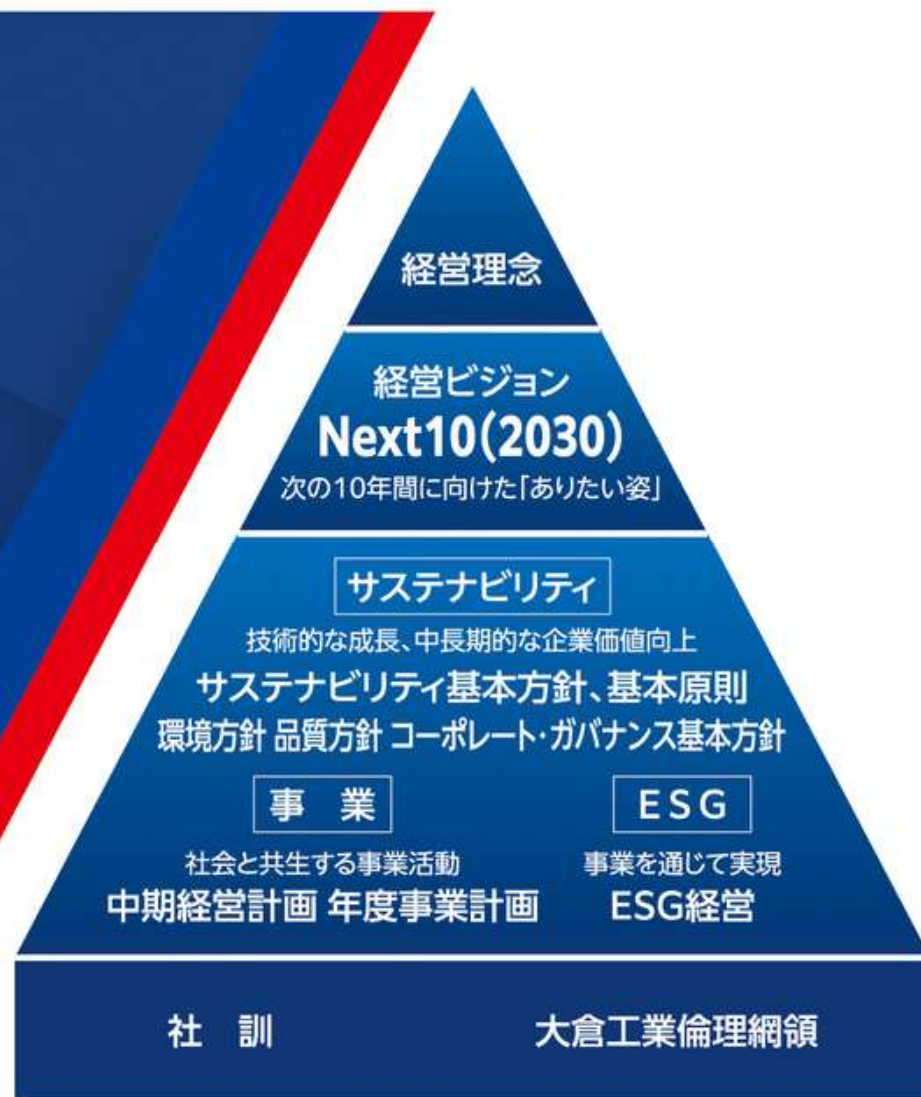 経営理念
経営ビジョン
Next10(2030)
次の10年間に向けた「ありたい姿」
サステナビリティ
技術的な成長、中長期的な企業価値向上
サステナビリティ基本方針、基本原則
環境方針 品質方針 コーポレート・ガバナンス基本方針
事　業
ESG
社会と共生する事業活動
事業を通じて実現
中期経営計画 年度事業計画
ESG経営
社　訓
大倉工業倫理網領